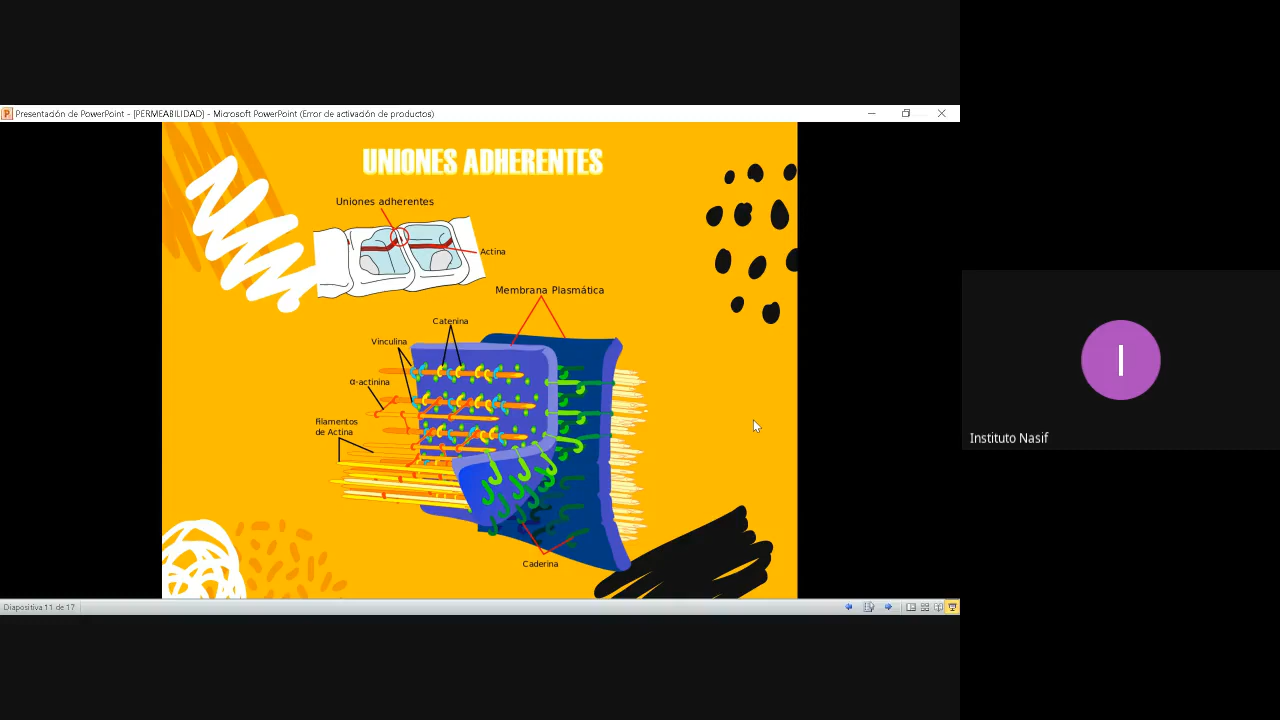 Presentación de PowerPoint - [PERMEABILIDAD] - Microsoft PowerPoint (Error de activación de productos)
UNIONES ADHERENTES
Uniones adherentes
Actina
Membrana Plasmática
Catenina
Vinculina
α-actinina
Filamentos
de Actina
Caderina
I
Instituto Nasif
Diapositiva 11 de 17